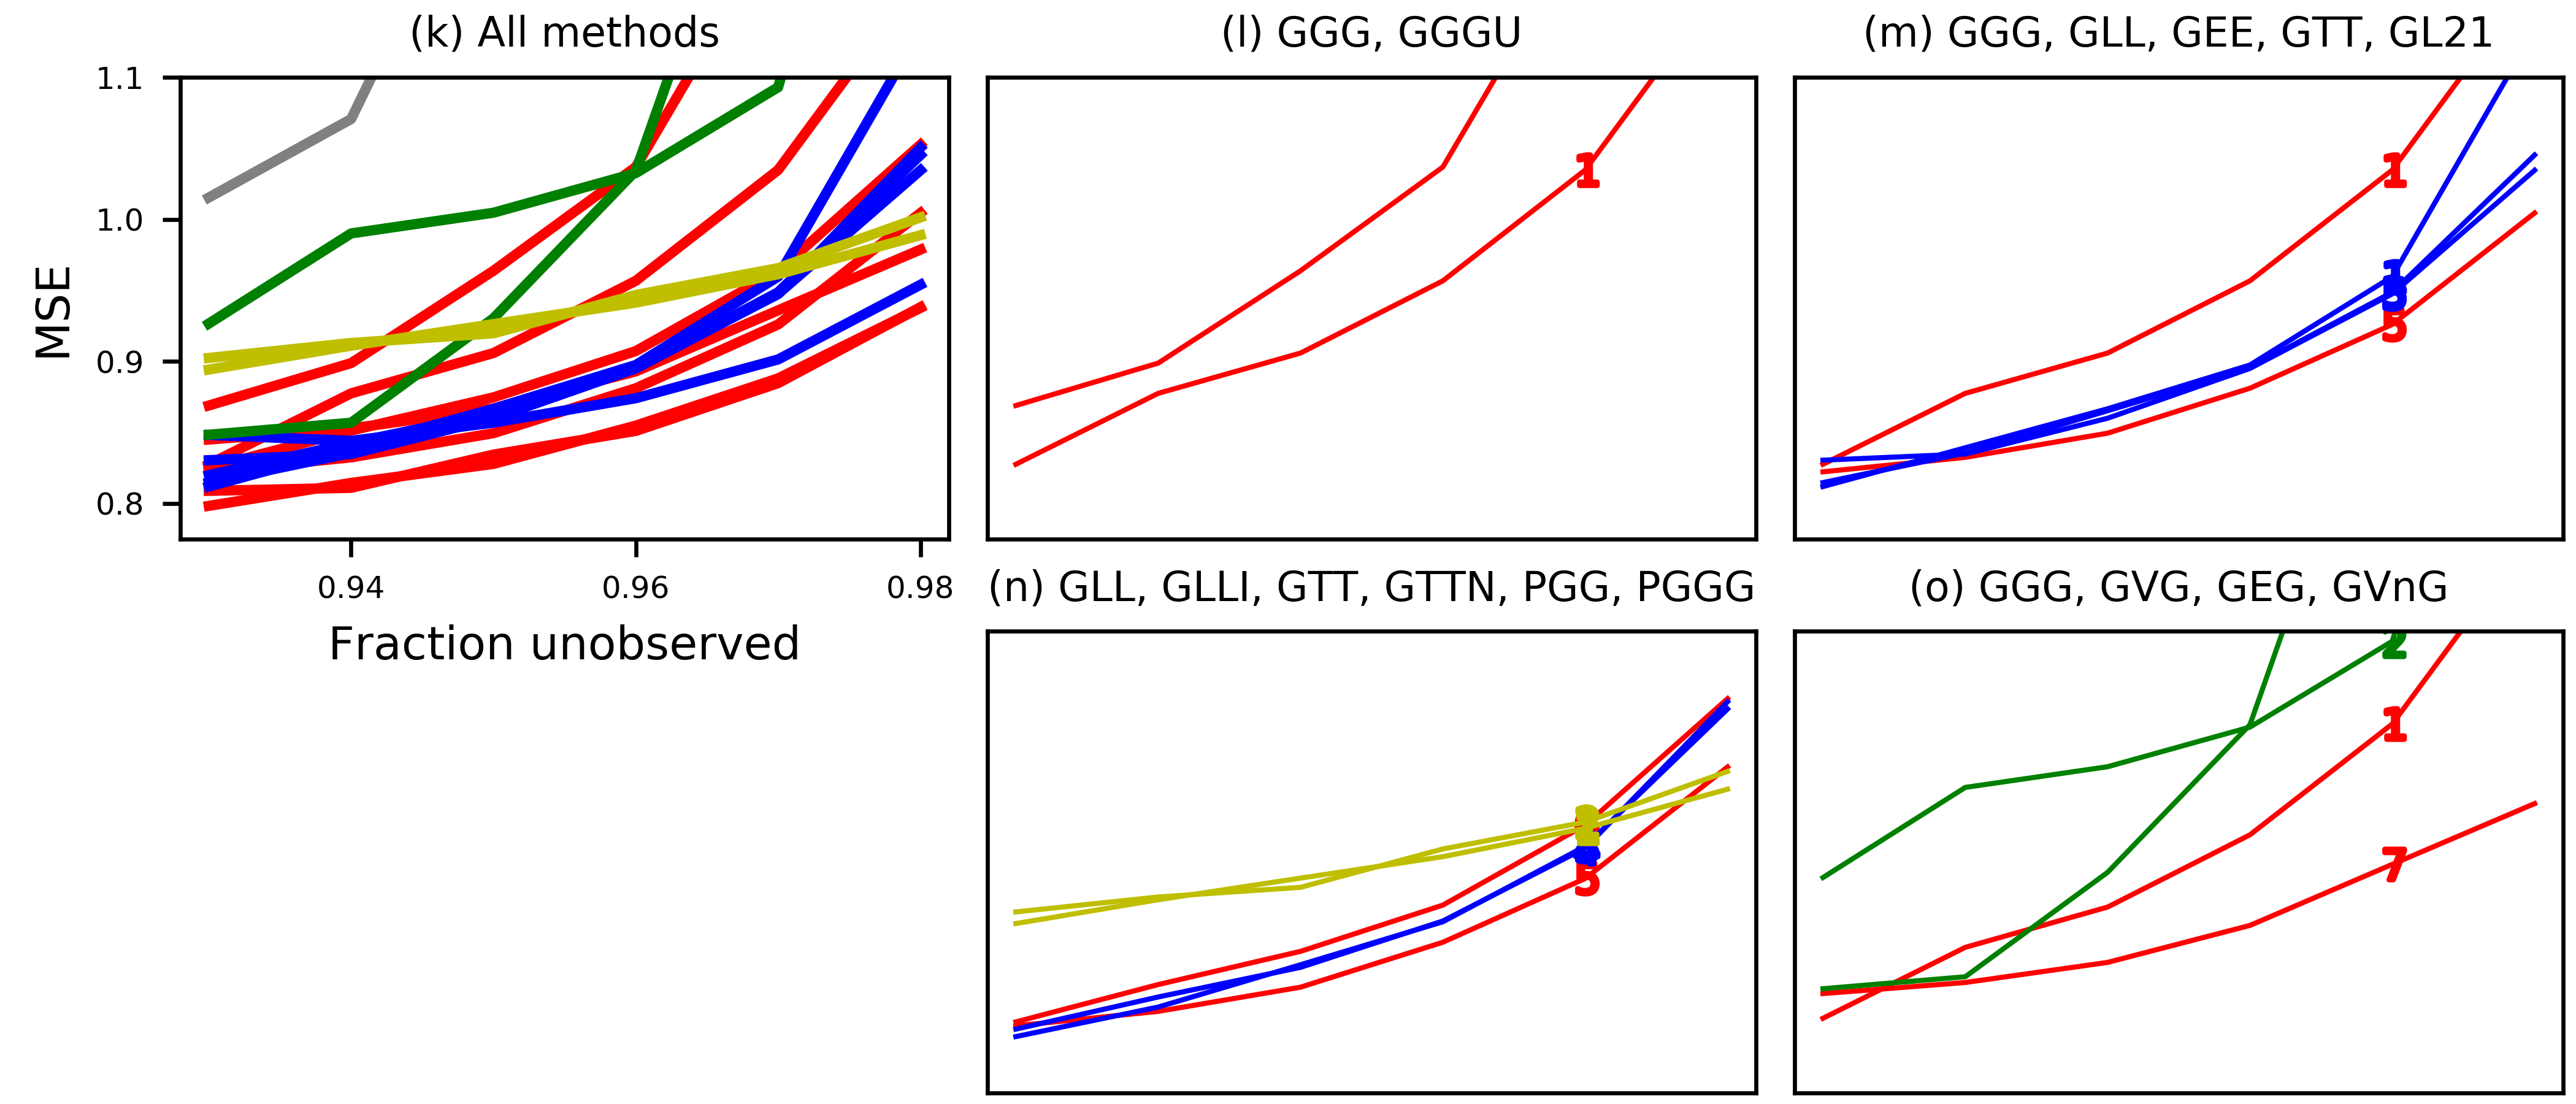 (k) All methods
(l) GGG, GGGU
(m) GGG, GLL, GEE, GTT, GL21
1.1
1.0
0.9
0.8
MSE
0.94
0.96
0.98
Fraction unobserved
1
1
1
5
(n) GLL, GLLI, GTT, GTTN, PGG, PGGG
(o) GGG, GVG, GEG, GVnG
2
5
2
1
7